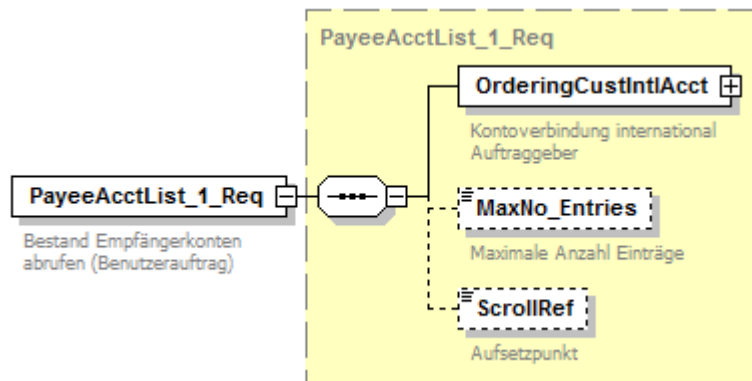 PayeeAcctList_1_Req
OrderingCustIntlAcct
Kontoverbindung international
Auftraggeber
PayeeAcctList_1_Req
Bestand Empfängerkonten
abrufen (Benutzerauftrag)
MaxNo_Entries
Maximale Anzahl Einträge
ScrollRef
Aufsetzpunkt